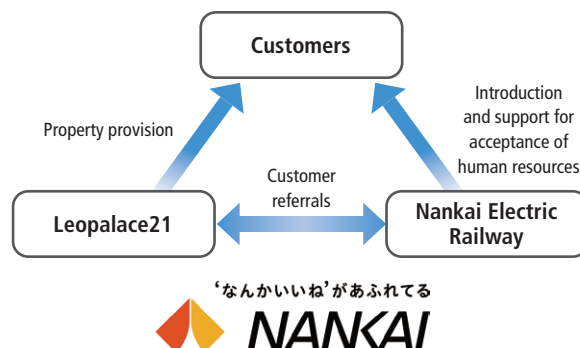 Customers
Property provision
Introduction
and support for
acceptance of
human resources
Customer
referrals
Leopalace21
Nankai Electric
Railway
‘なんかいいね’があふれてる
NANKAI